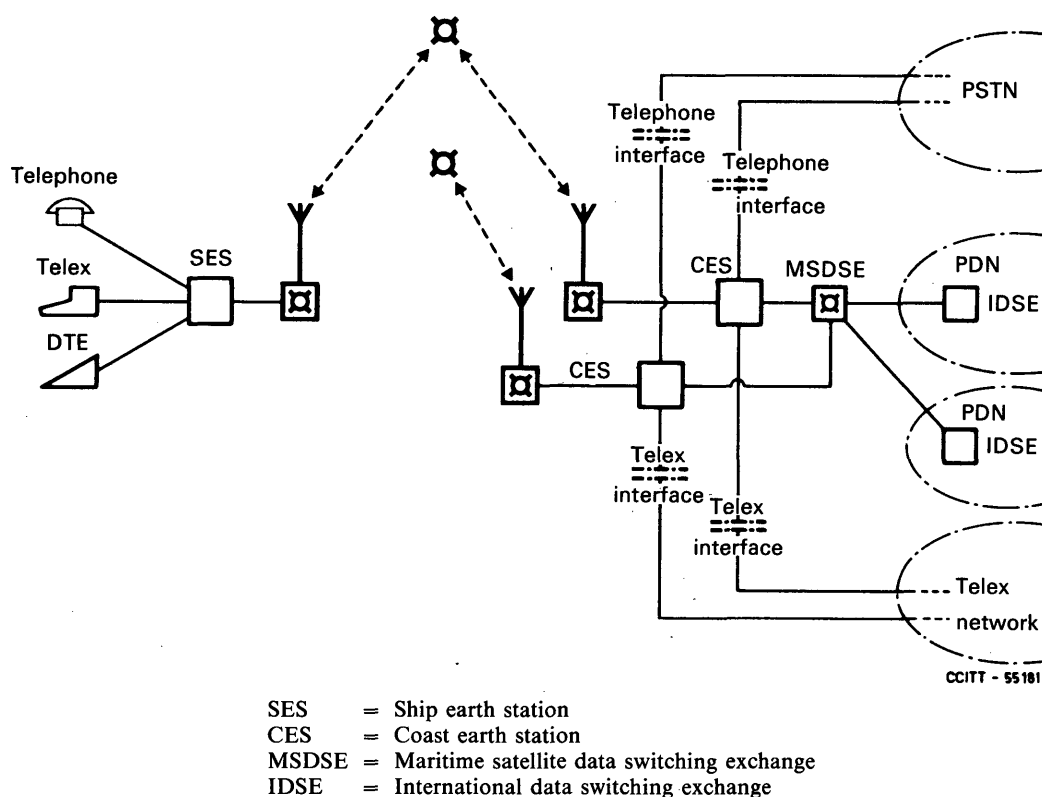 PSTN
Telephone
interface
Telephone
interface
Telephone
SES
CES
MSDSE
PDN
Telex
IDSE
DTE
CES
PDN
IDSE
Telex
interface
Telex
interface
Telex
network
CCITT - 55181
SES = Ship earth station
CES = Coast earth station
MSDSE = Maritime satellite data switching exchange
IDSE = International data switching exchange